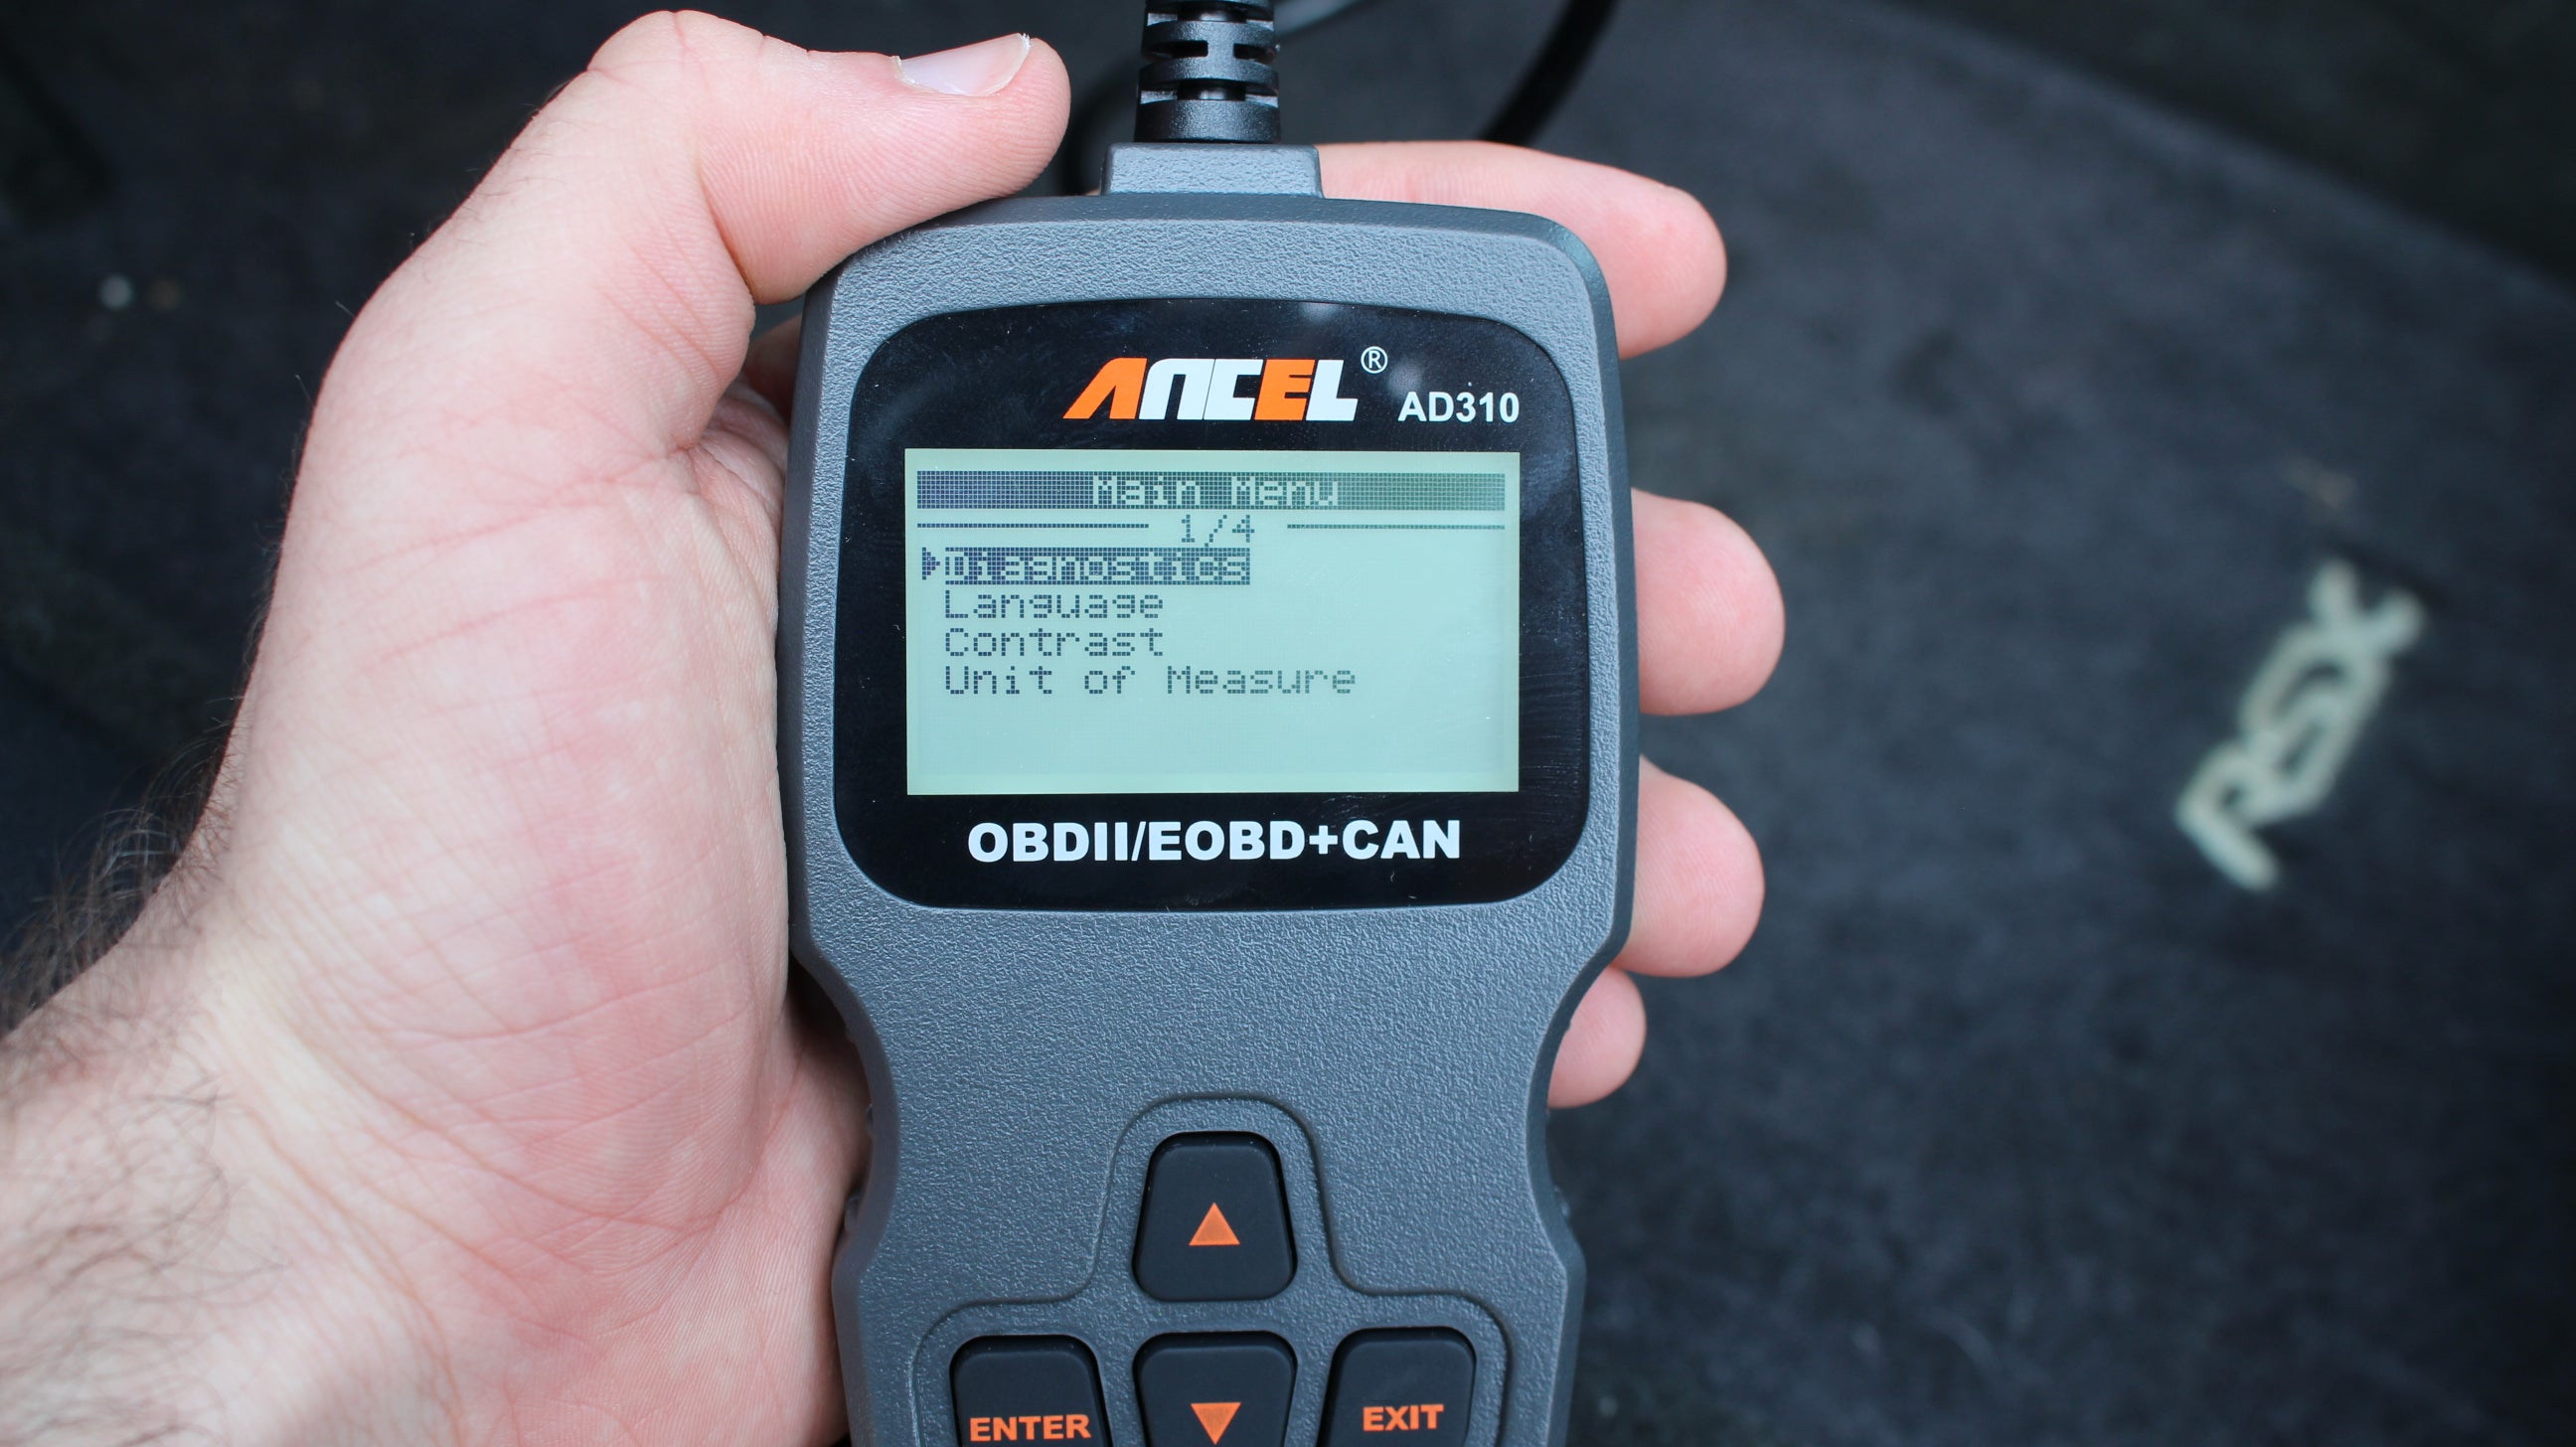 ANCEL® AD310
Main Menu
1/4
Diagnostics
Language
Contrast
Unit of Measure
OBDII/EOBD+CAN
ENTER
EXIT
RSX